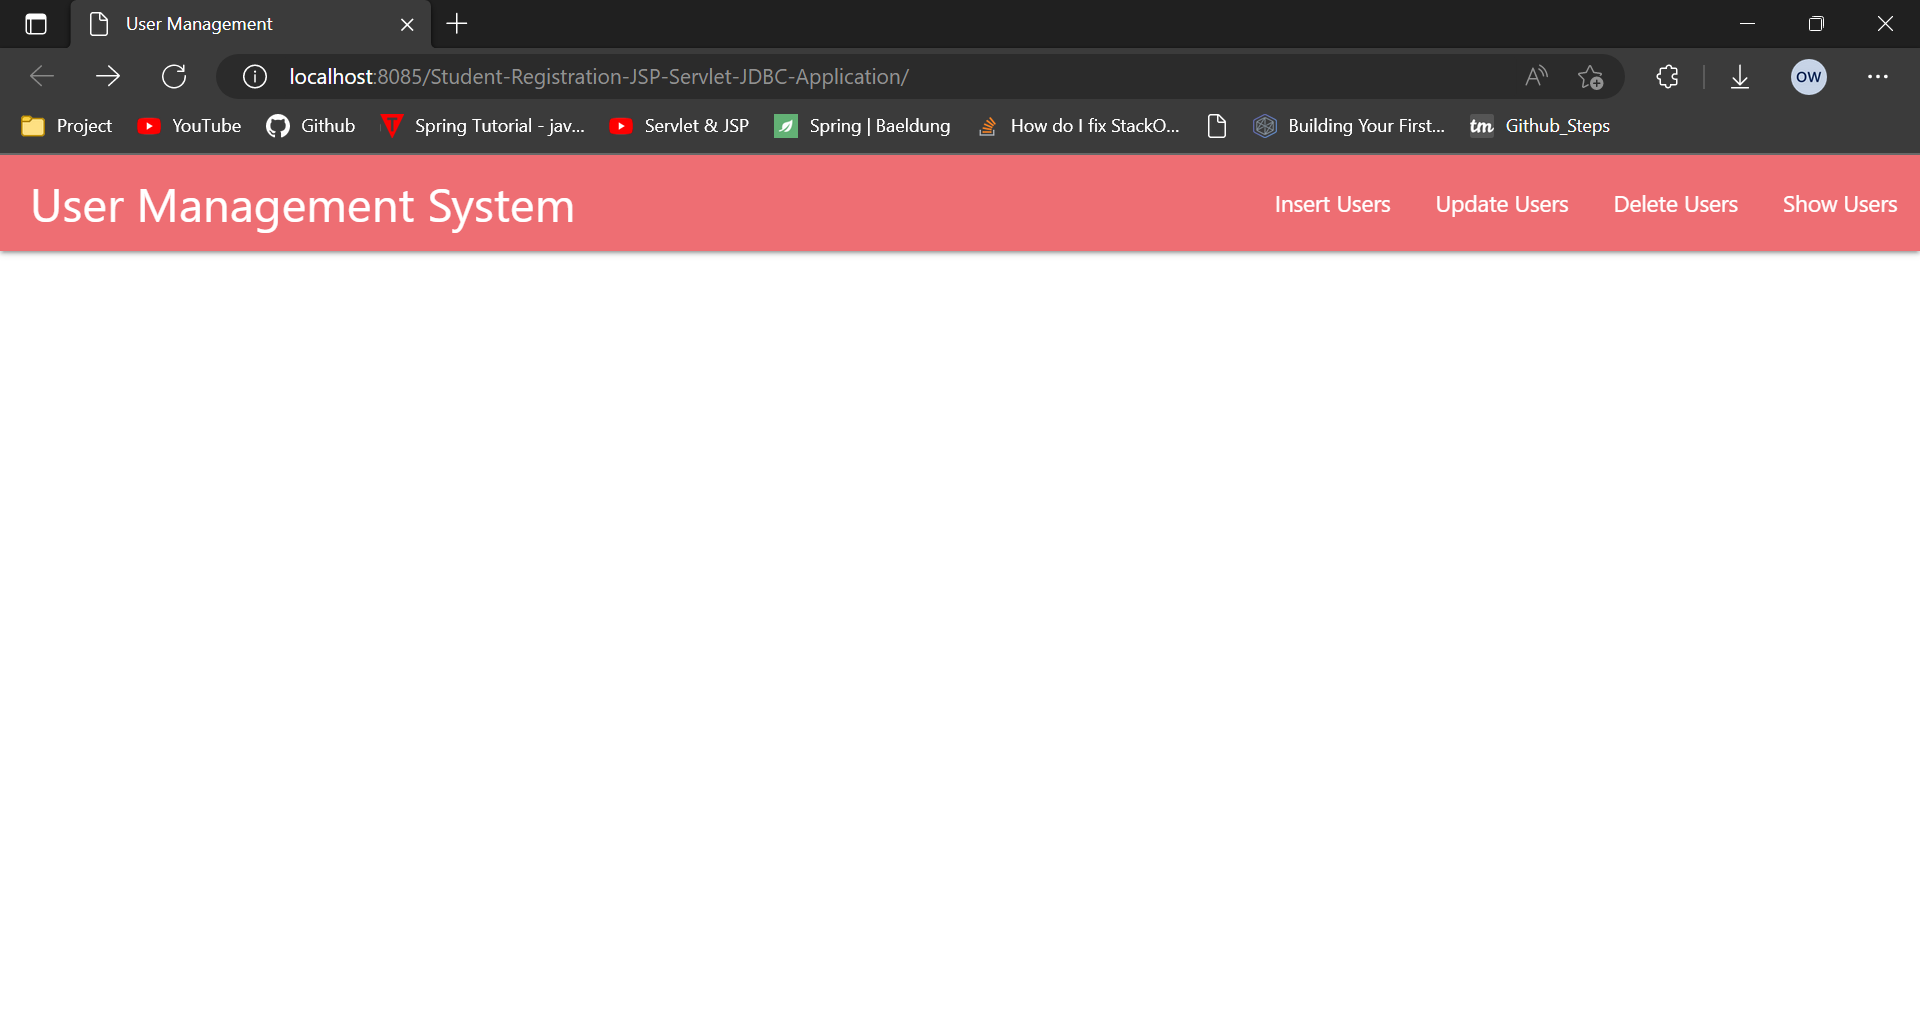 User Management
localhost:8085/Student-Registration-JSP-Servlet-JDBC-Application/
A
OW
Project YouTube Github Spring Tutorial - jav... Servlet & JSP Spring | Baeldung How do I fix StackO... Building Your First... tm Github_Steps
User Management System Insert Users Update Users Delete Users Show Users